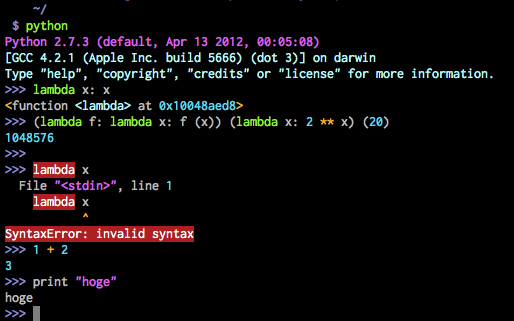 ~/
$ python
Python 2.7.3 (default, Apr 13 2012, 00:05:08)
[GCC 4.2.1 (Apple Inc. build 5666) (dot 3)] on darwin
Type "help", "copyright", "credits" or "license" for more information.
>>> lambda x: x
<function <lambda> at 0x10048aed8>
>>> (lambda f: lambda x: f (x)) (lambda x: 2 ** x) (20)
1048576
>>>
>>> lambda x
  File "<stdin>", line 1
    lambda x
           ^
SyntaxError: invalid syntax
>>> 1 + 2
3
>>> print "hoge"
hoge
>>>